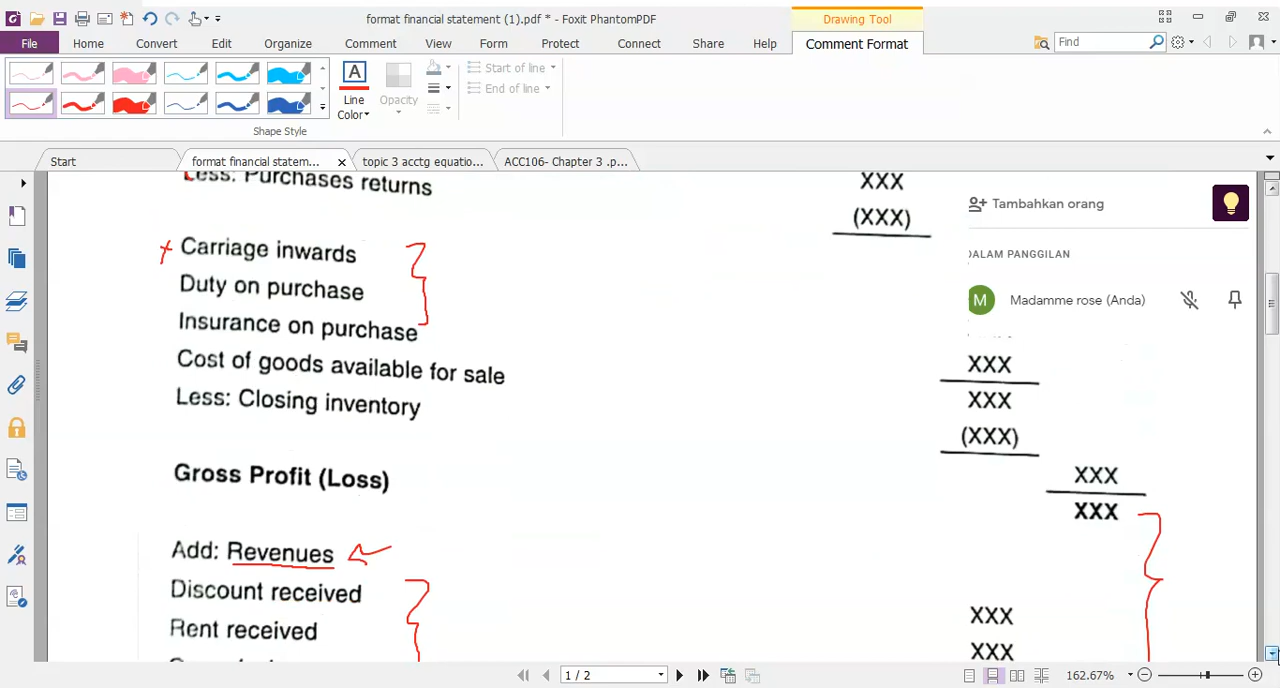 format financial statement (1).pdf * - Foxit PhantomPDF
Drawing Tool
File Home Convert Edit Organize Comment View Form Protect Connect Share Help Comment Format
Find
A
Line Color
Opacity
Start of line
End of line
Shape Style
Start
format financial statem...
topic 3 acctg equatio...
ACC106- Chapter 3 .p...
Less: Purchases returns
XXX
(XXX)
Tambahkan orang
DALAM PANGGILAN
M Madamme rose (Anda)
Carriage inwards
Duty on purchase
Insurance on purchase
Cost of goods available for sale XXX
Less: Closing inventory XXX
(XXX)
Gross Profit (Loss) XXX
XXX
Add: Revenues
Discount received
Rent received XXX
XXX
1 / 2
162.67%